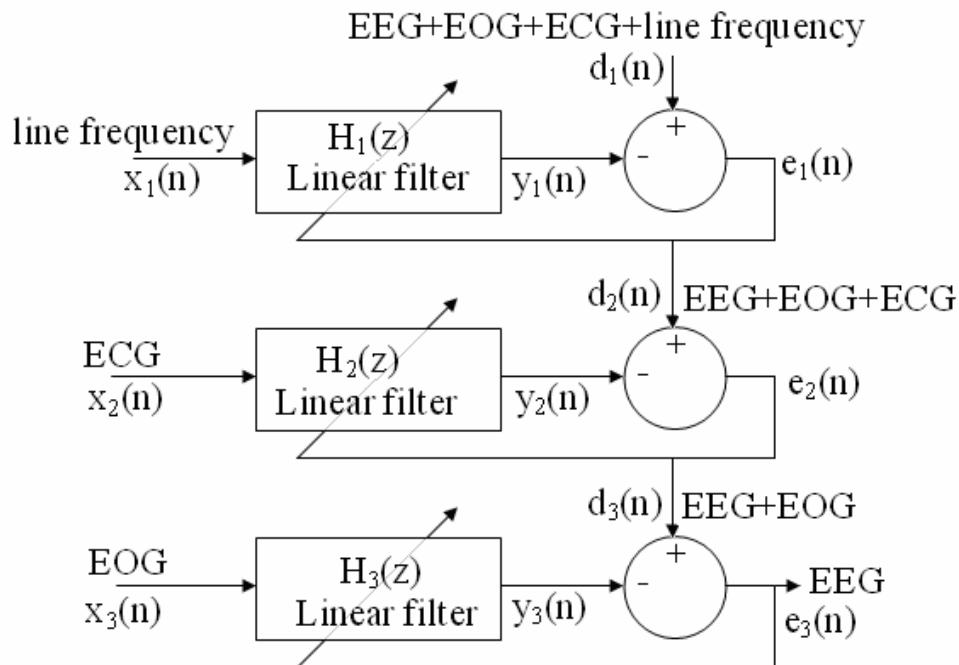 EEG+EOG+ECG+line frequency
d₁(n)
+
line frequency
x₁(n)
H₁(z)
Linear filter
y₁(n)
-
e₁(n)
d₂(n)
EEG+EOG+ECG
+
ECG
x₂(n)
H₂(z)
Linear filter
y₂(n)
-
e₂(n)
d₃(n)
EEG+EOG
+
EOG
x₃(n)
H₃(z)
Linear filter
y₃(n)
-
EEG
e₃(n)